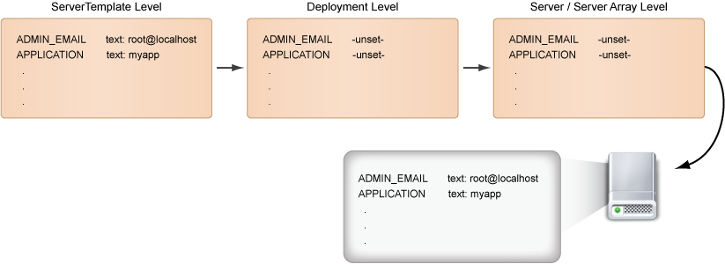 ServerTemplate Level
ADMIN_EMAIL text: root@localhost
APPLICATION text: myapp
.
.
.
Deployment Level
ADMIN_EMAIL -unset-
APPLICATION -unset-
.
.
.
Server / Server Array Level
ADMIN_EMAIL -unset-
APPLICATION -unset-
.
.
.
ADMIN_EMAIL text: root@localhost
APPLICATION text: myapp
.
.
.